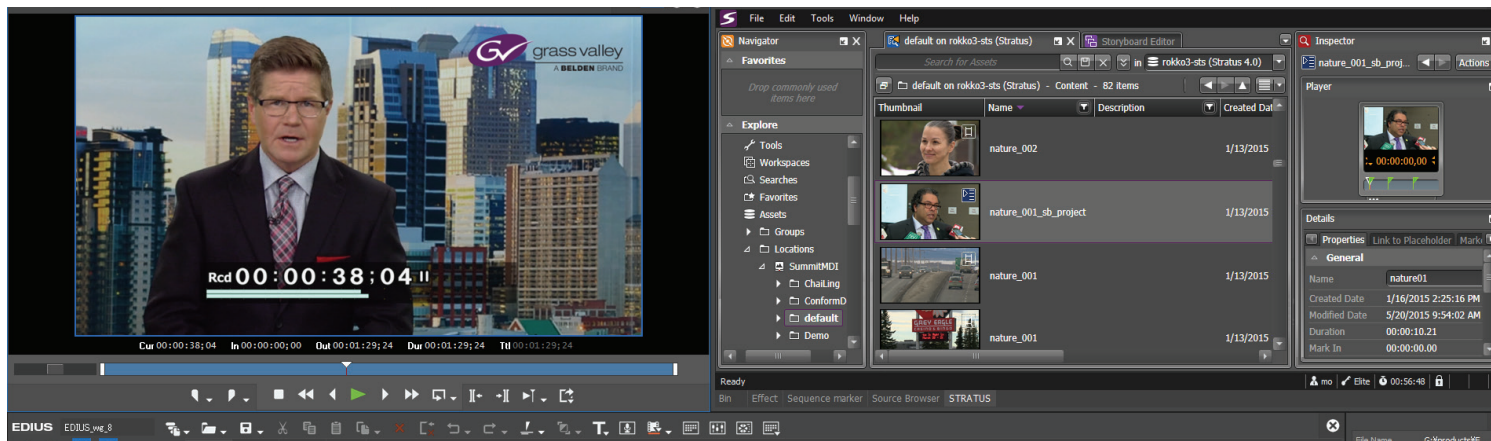 grass valley
A BELDEN BRAND
Rcd 00:00:38;04
Cur 00:00:38;04 In 00:00:00;00 Out 00:01:29;24 Dur 00:01:29;24 Ttl 00:01:29;24
EDIUS EDIUS_wg_8
File Edit Tools Window Help
Navigator
Favorites
Drop commonly used
items here
Explore
Tools
Workspaces
Searches
Favorites
Assets
Groups
Locations
SummitMDI
ChaiLing
ConformD
default
Demo
default on rokko3-sts (Stratus)
Storyboard Editor
Search for Assets
in rokko3-sts (Stratus 4.0)
default on rokko3-sts (Stratus) - Content - 82 items
Thumbnail Name Description Created Dat
nature_002 1/13/2015
nature_001_sb_project 1/13/2015
nature_001 1/13/2015
GREY EAGLE
nature_001 1/13/2015
Inspector
nature_001_sb_proj... Actions
Player
00:00:00,00
Details
Properties Link to Placeholder Marke
General
Name nature01
Created Date 1/16/2015 2:25:16 PM
Modified Date 5/20/2015 9:54:02 AM
Duration 00:00:10.21
Mark In 00:00:00.00
Ready
mo Elite 00:56:48
Bin Effect Sequence marker Source Browser STRATUS
File Name